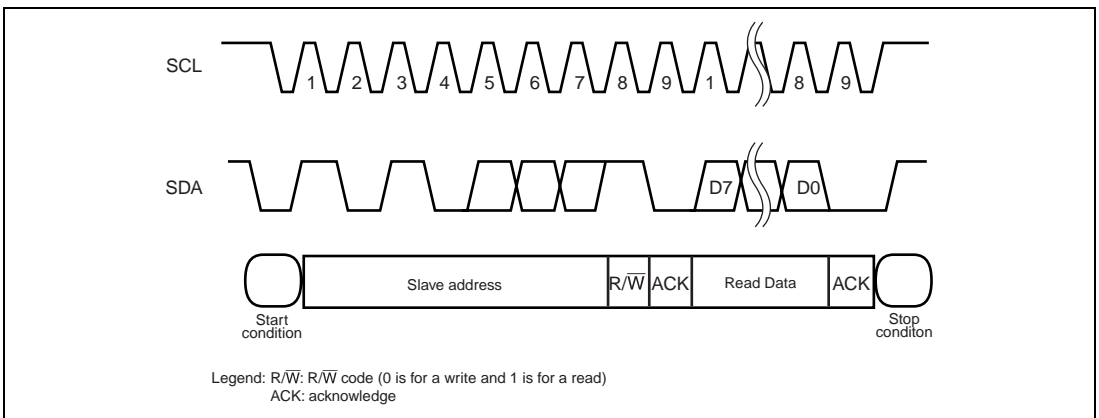 SCL
1 2 3 4 5 6 7 8 9 1 8 9
SDA
D7 D0
Slave address R/W̅ ACK Read Data ACK
Start
condition
Stop
conditon
Legend: R/W̅: R/W̅ code (0 is for a write and 1 is for a read)
ACK: acknowledge